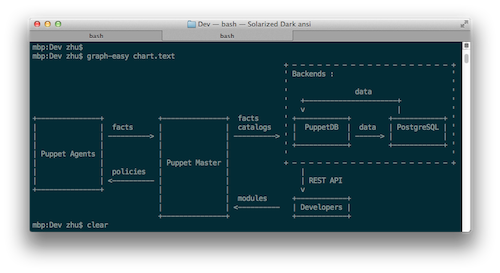 Dev — bash — Solarized Dark ansi
bash bash
mbp:Dev zhu$
mbp:Dev zhu$ graph-easy chart.text
Backends :
data
facts facts
catalogs PuppetDB data PostgreSQL
Puppet Agents
Puppet Master
policies
REST API
modules
Developers
mbp:Dev zhu$ clear